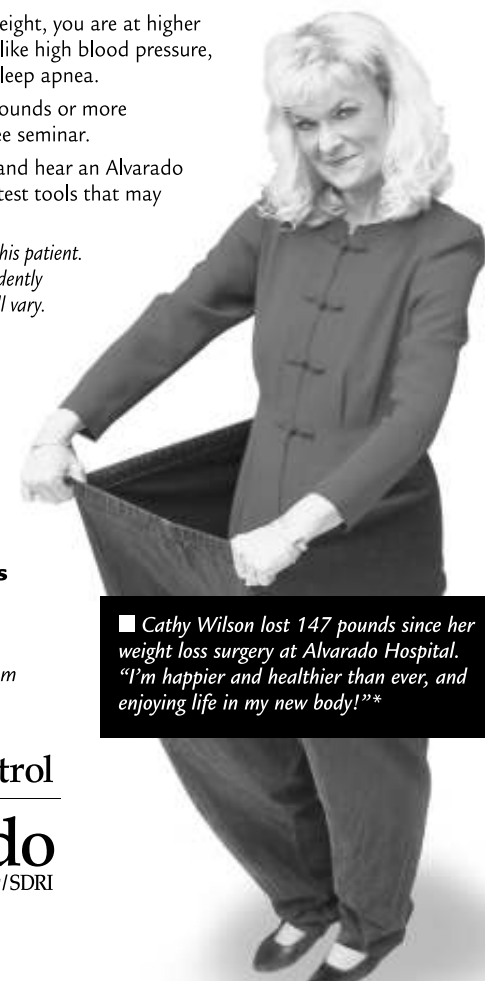 eight, you are at higher
like high blood pressure,
leep apnea.
ounds or more
ee seminar.
and hear an Alvarado
test tools that may
his patient.
dently
ll vary.
s
m
■ Cathy Wilson lost 147 pounds since her
weight loss surgery at Alvarado Hospital.
“I’m happier and healthier than ever, and
enjoying life in my new body!”*
trol
do
/SDRI